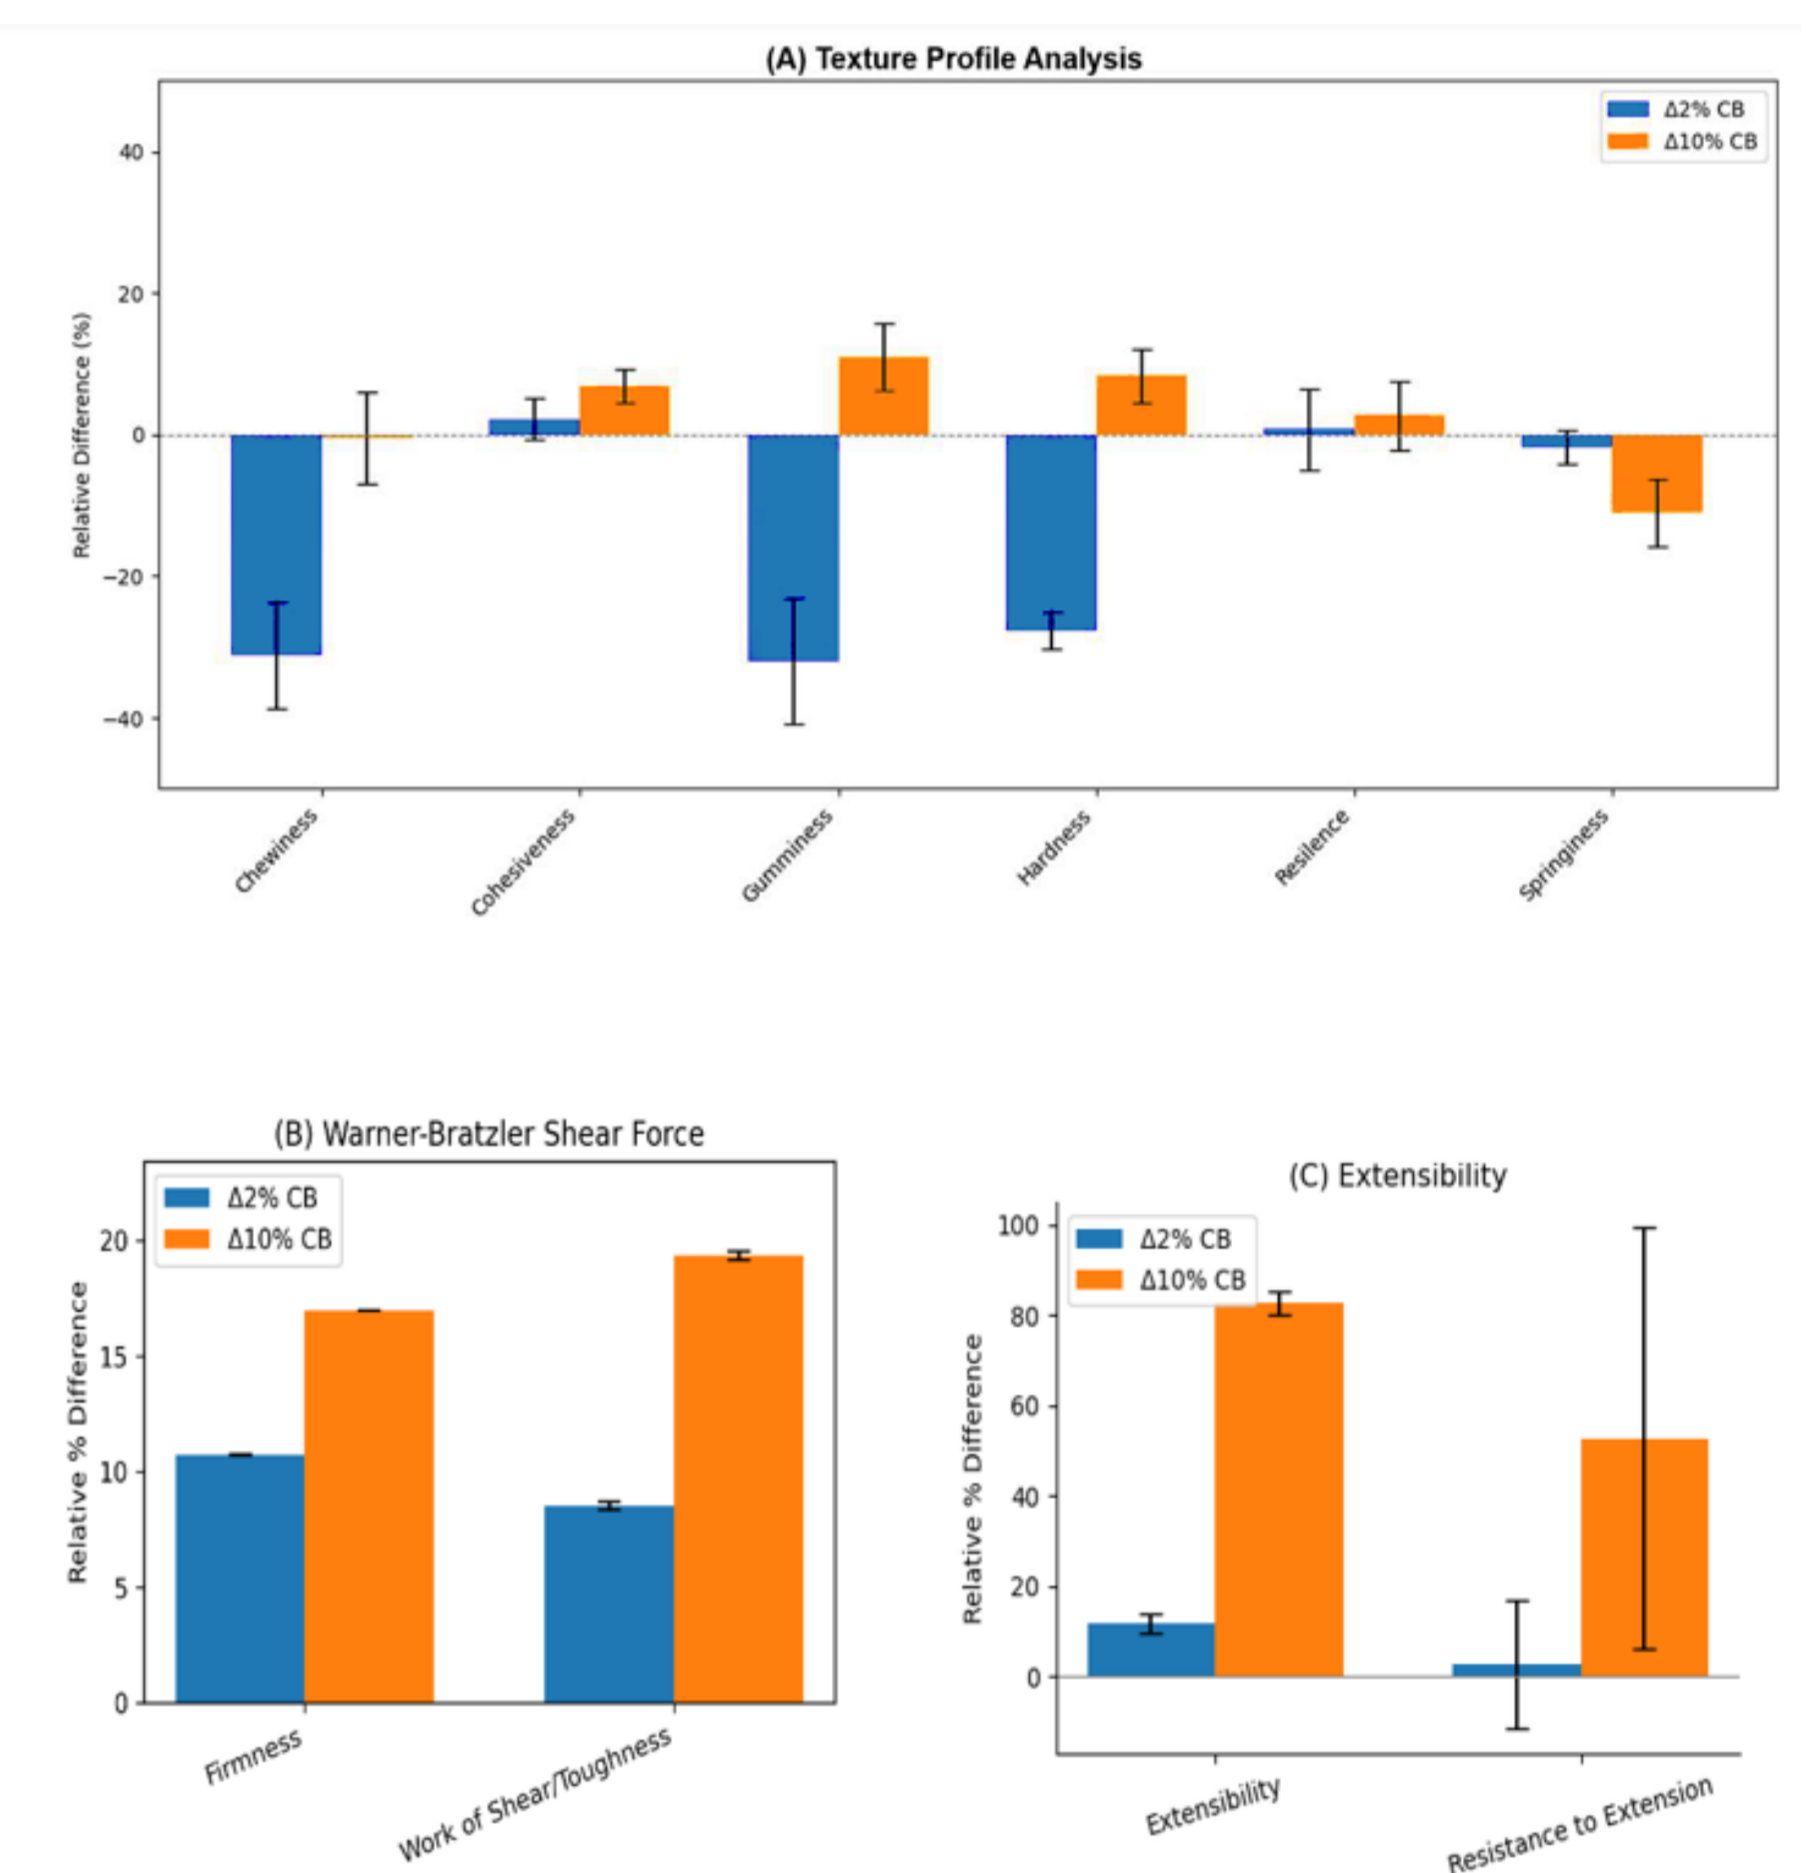 (A) Texture Profile Analysis
Δ2% CB
Δ10% CB
Relative Difference (%)
40
20
0
−20
−40
Chewiness
Cohesiveness
Gumminess
Hardness
Resilence
Springiness
(B) Warner-Bratzler Shear Force
Δ2% CB
Δ10% CB
Relative % Difference
20
15
10
5
0
Firmness
Work of Shear/Toughness
(C) Extensibility
Δ2% CB
Δ10% CB
Relative % Difference
100
80
60
40
20
0
Extensibility
Resistance to Extension